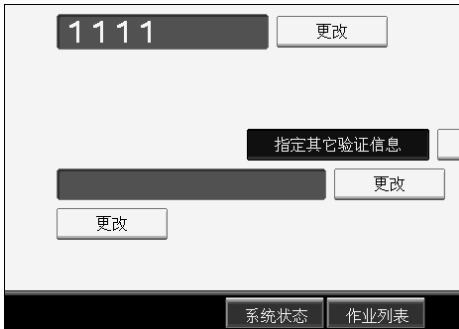 1111 更改
指定其它验证信息
更改
更改
系统状态 作业列表